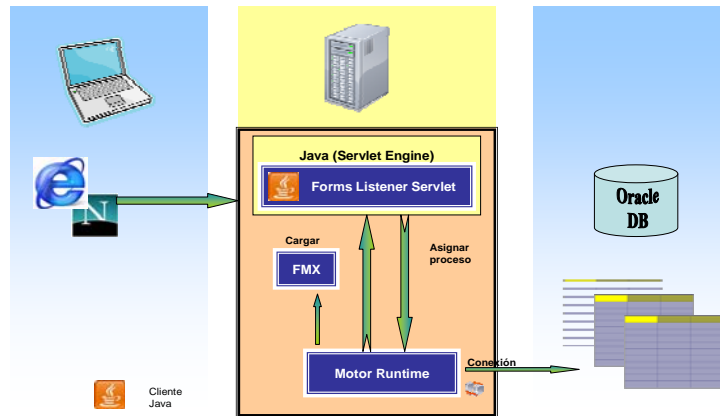 Java (Servlet Engine)
Forms Listener Servlet
N
Cargar
Asignar
proceso
FMX
Oracle
DB
Motor Runtime
Conexión
Cliente
Java